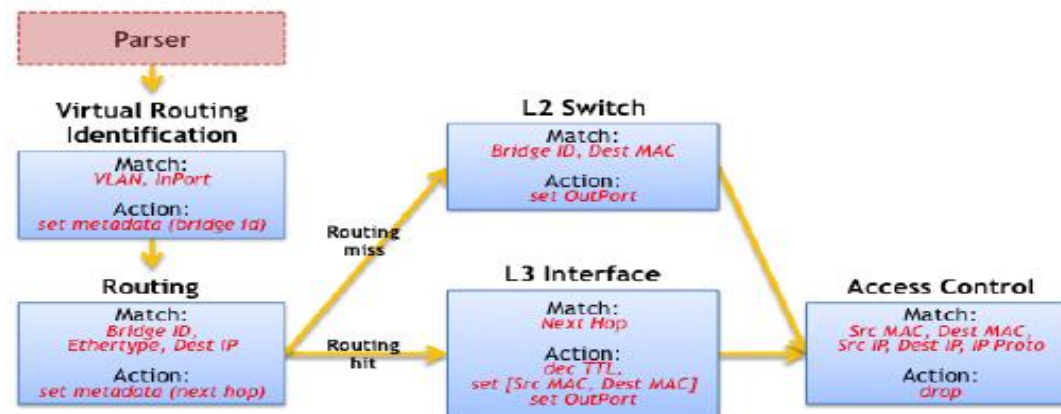 Parser
Virtual Routing
Identification
Match:
VLAN, InPort
Action:
set metadata (bridge id)
Routing
Match:
Bridge ID,
Ethertype, Dest IP
Action:
set metadata (next hop)
Routing
miss
Routing
hit
L2 Switch
Match:
Bridge ID, Dest MAC
Action:
set OutPort
L3 Interface
Match:
Next Hop
Action:
dec TTL,
set [Src MAC, Dest MAC]
set OutPort
Access Control
Match:
Src MAC, Dest MAC,
Src IP, Dest IP, IP Proto
Action:
drop